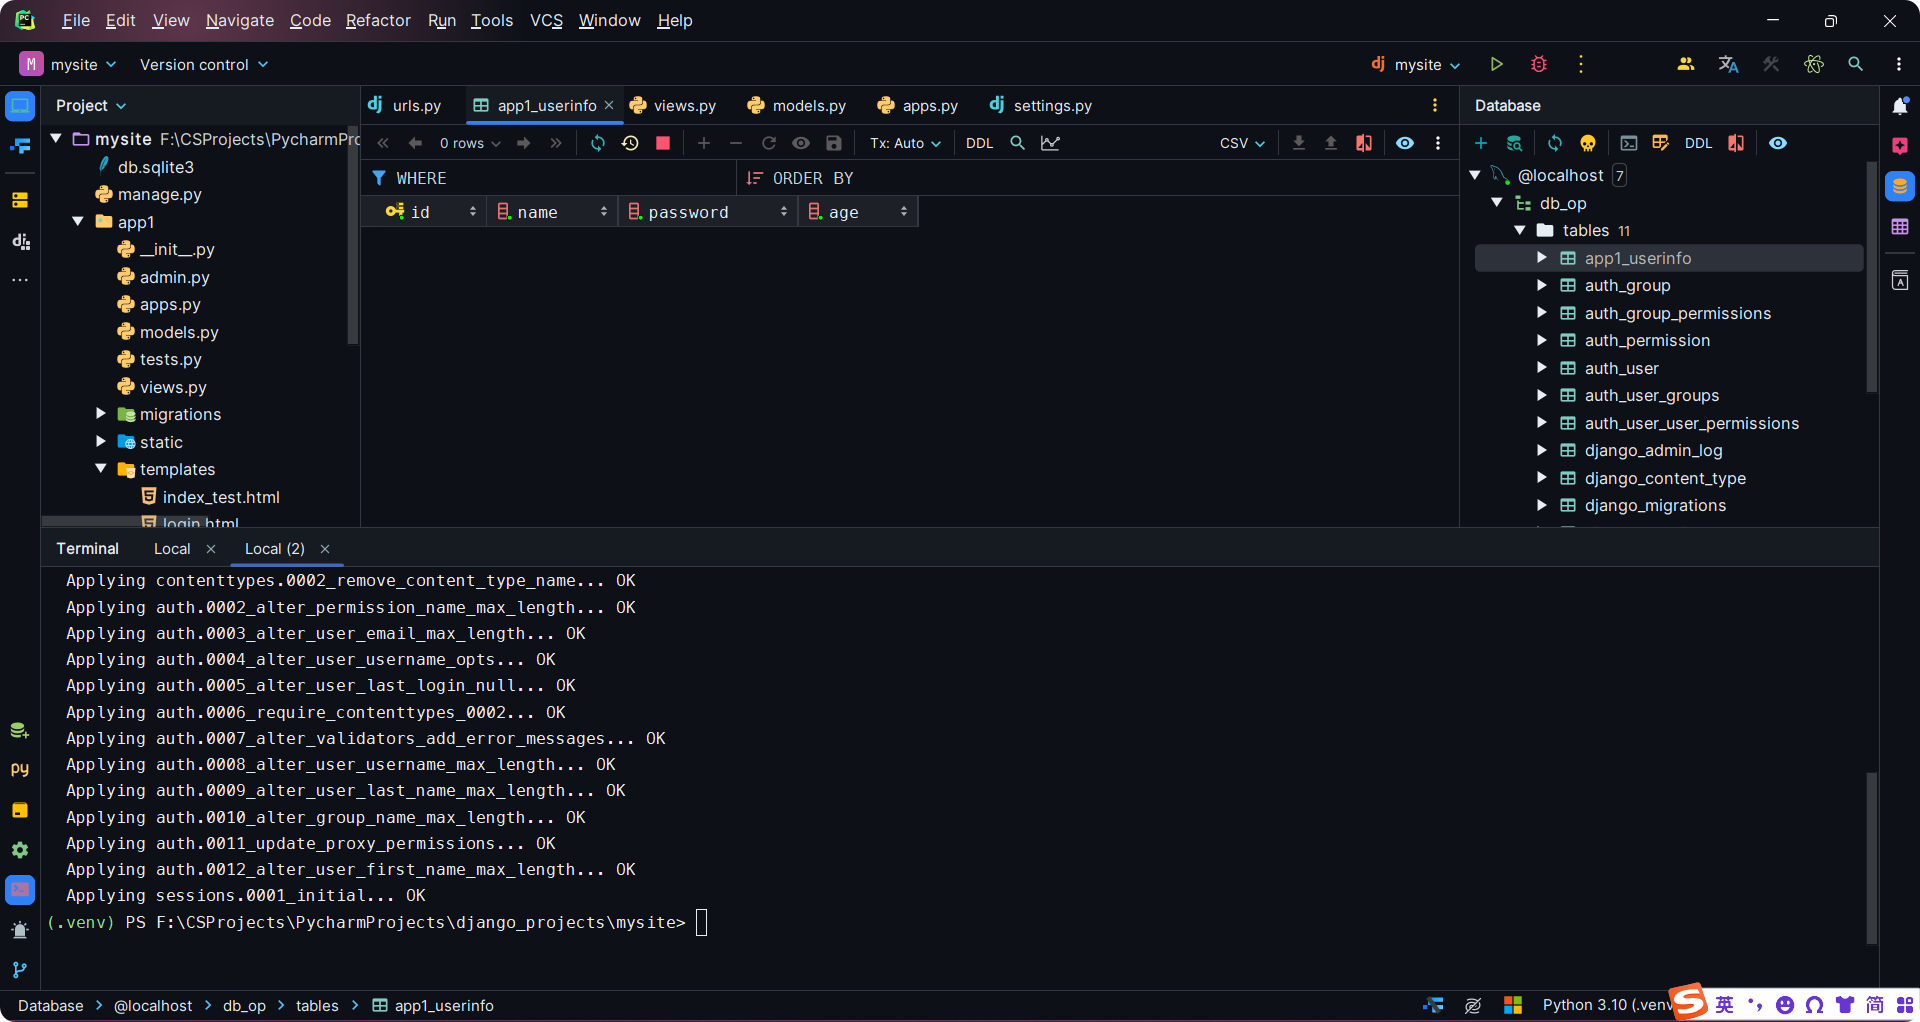 File Edit View Navigate Code Refactor Run Tools VCS Window Help
M mysite Version control
dj mysite
Project
urls.py app1_userinfo views.py models.py apps.py settings.py
Database
mysite F:\CSProjects\PycharmPrc
db.sqlite3
manage.py
app1
__init__.py
admin.py
apps.py
models.py
tests.py
views.py
migrations
static
templates
index_test.html
login.html
0 rows Tx: Auto DDL CSV
WHERE ORDER BY
id name password age
DDL
@localhost 7
db_op
tables 11
app1_userinfo
auth_group
auth_group_permissions
auth_permission
auth_user
auth_user_groups
auth_user_user_permissions
django_admin_log
django_content_type
django_migrations
Terminal Local Local (2)
Applying contenttypes.0002_remove_content_type_name... OK
Applying auth.0002_alter_permission_name_max_length... OK
Applying auth.0003_alter_user_email_max_length... OK
Applying auth.0004_alter_user_username_opts... OK
Applying auth.0005_alter_user_last_login_null... OK
Applying auth.0006_require_contenttypes_0002... OK
Applying auth.0007_alter_validators_add_error_messages... OK
Applying auth.0008_alter_user_username_max_length... OK
Applying auth.0009_alter_user_last_name_max_length... OK
Applying auth.0010_alter_group_name_max_length... OK
Applying auth.0011_update_proxy_permissions... OK
Applying auth.0012_alter_user_first_name_max_length... OK
Applying sessions.0001_initial... OK
(.venv) PS F:\CSProjects\PycharmProjects\django_projects\mysite>
Database @localhost db_op tables app1_userinfo
Python 3.10 (.venv
S 英 简